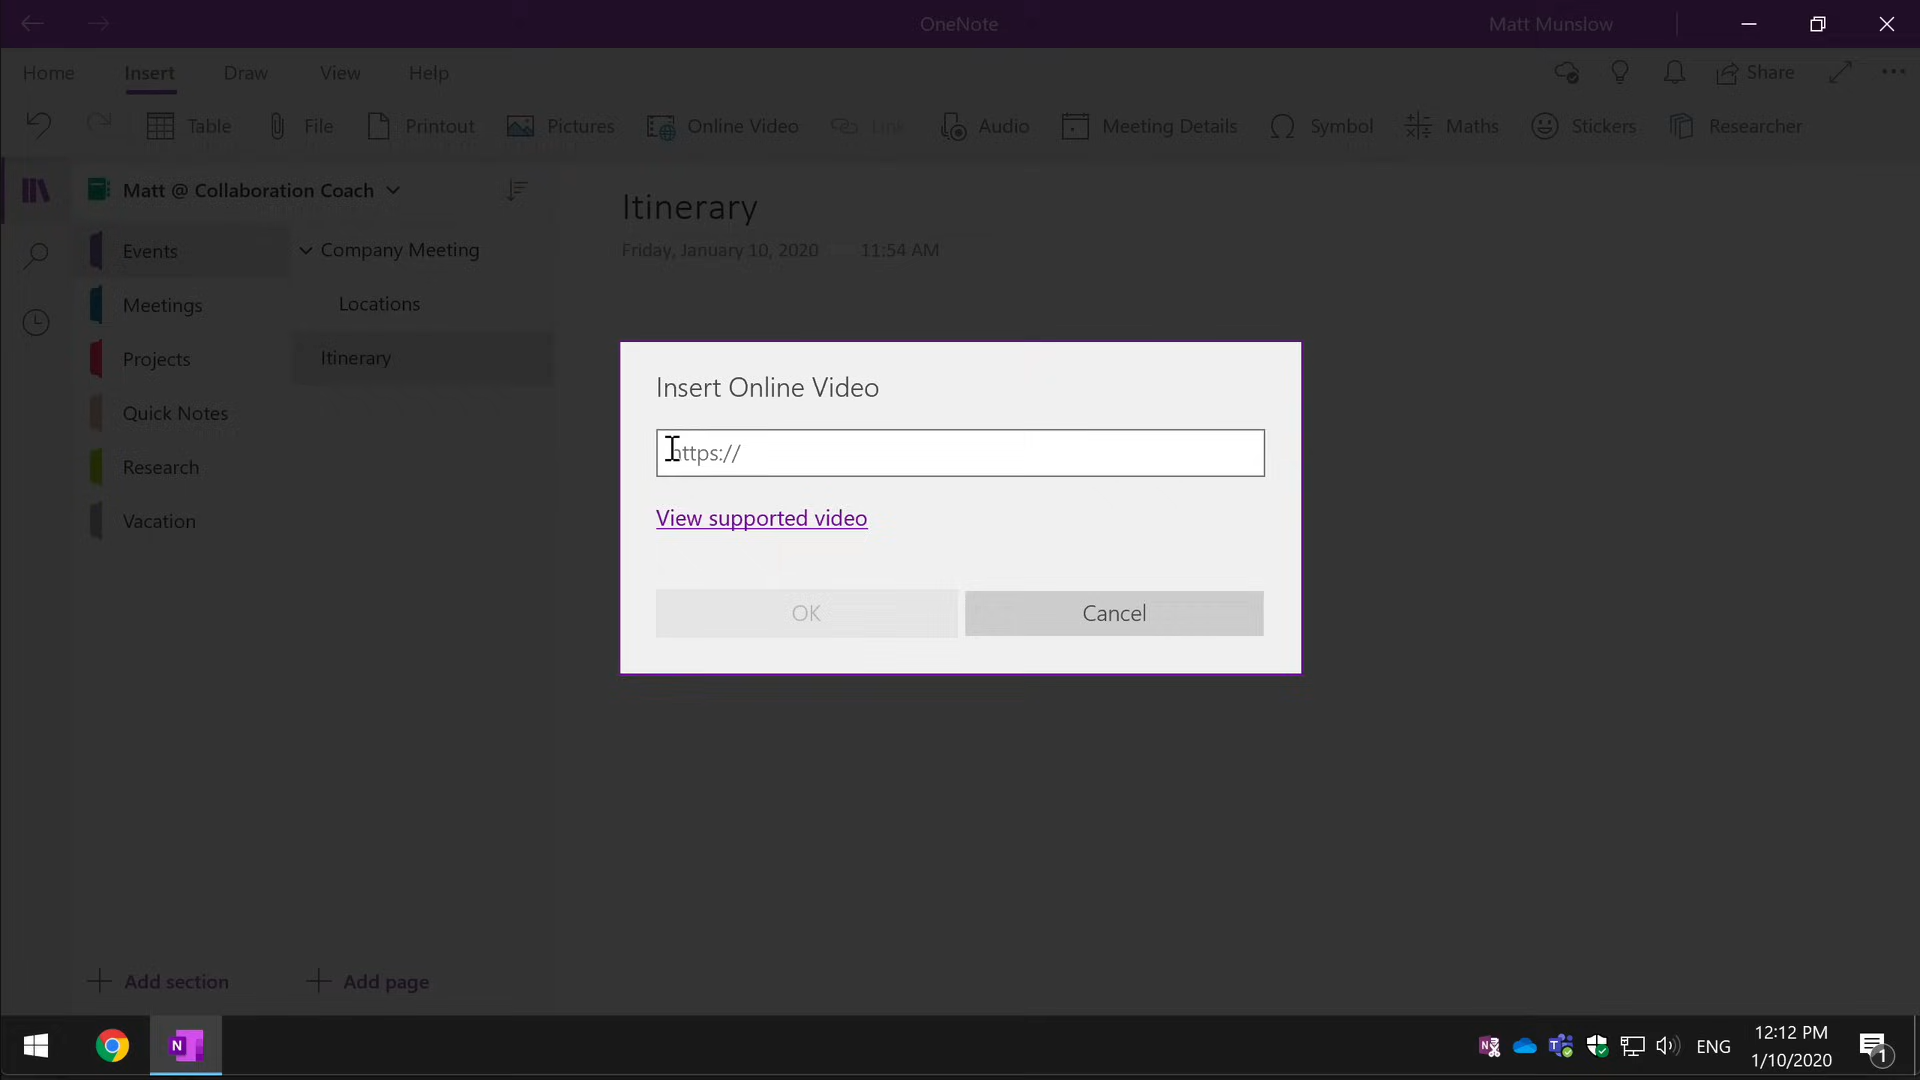 OneNote
Matt Munslow
Home Insert Draw View Help
Share
Table File Printout Pictures Online Video Link Audio Meeting Details Symbol Maths Stickers Researcher
Matt @ Collaboration Coach
Events
Meetings
Projects
Quick Notes
Research
Vacation
Company Meeting
Locations
Itinerary
Itinerary
Friday, January 10, 2020 11:54 AM
Insert Online Video
https://
View supported video
OK Cancel
Add section Add page
ENG
12:12 PM
1/10/2020
1